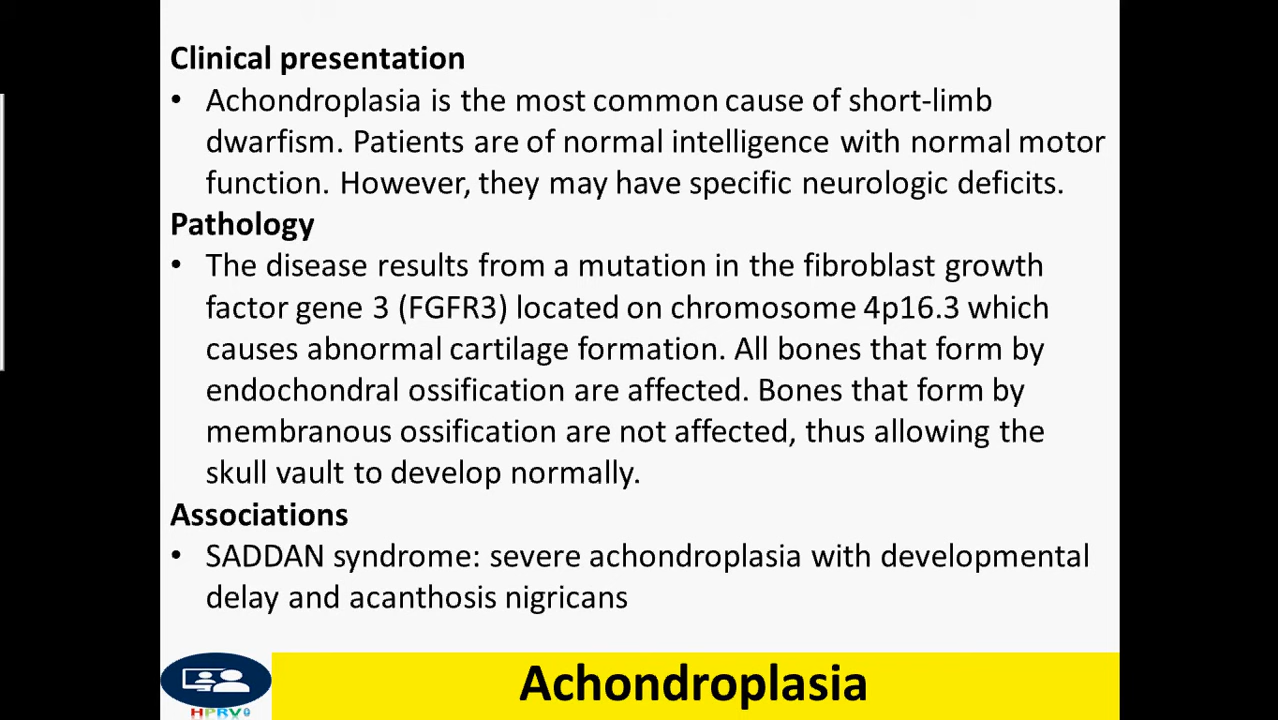 Clinical presentation
• Achondroplasia is the most common cause of short-limb
dwarfism. Patients are of normal intelligence with normal motor
function. However, they may have specific neurologic deficits.
Pathology
• The disease results from a mutation in the fibroblast growth
factor gene 3 (FGFR3) located on chromosome 4p16.3 which
causes abnormal cartilage formation. All bones that form by
endochondral ossification are affected. Bones that form by
membranous ossification are not affected, thus allowing the
skull vault to develop normally.
Associations
• SADDAN syndrome: severe achondroplasia with developmental
delay and acanthosis nigricans
Achondroplasia
HPRV